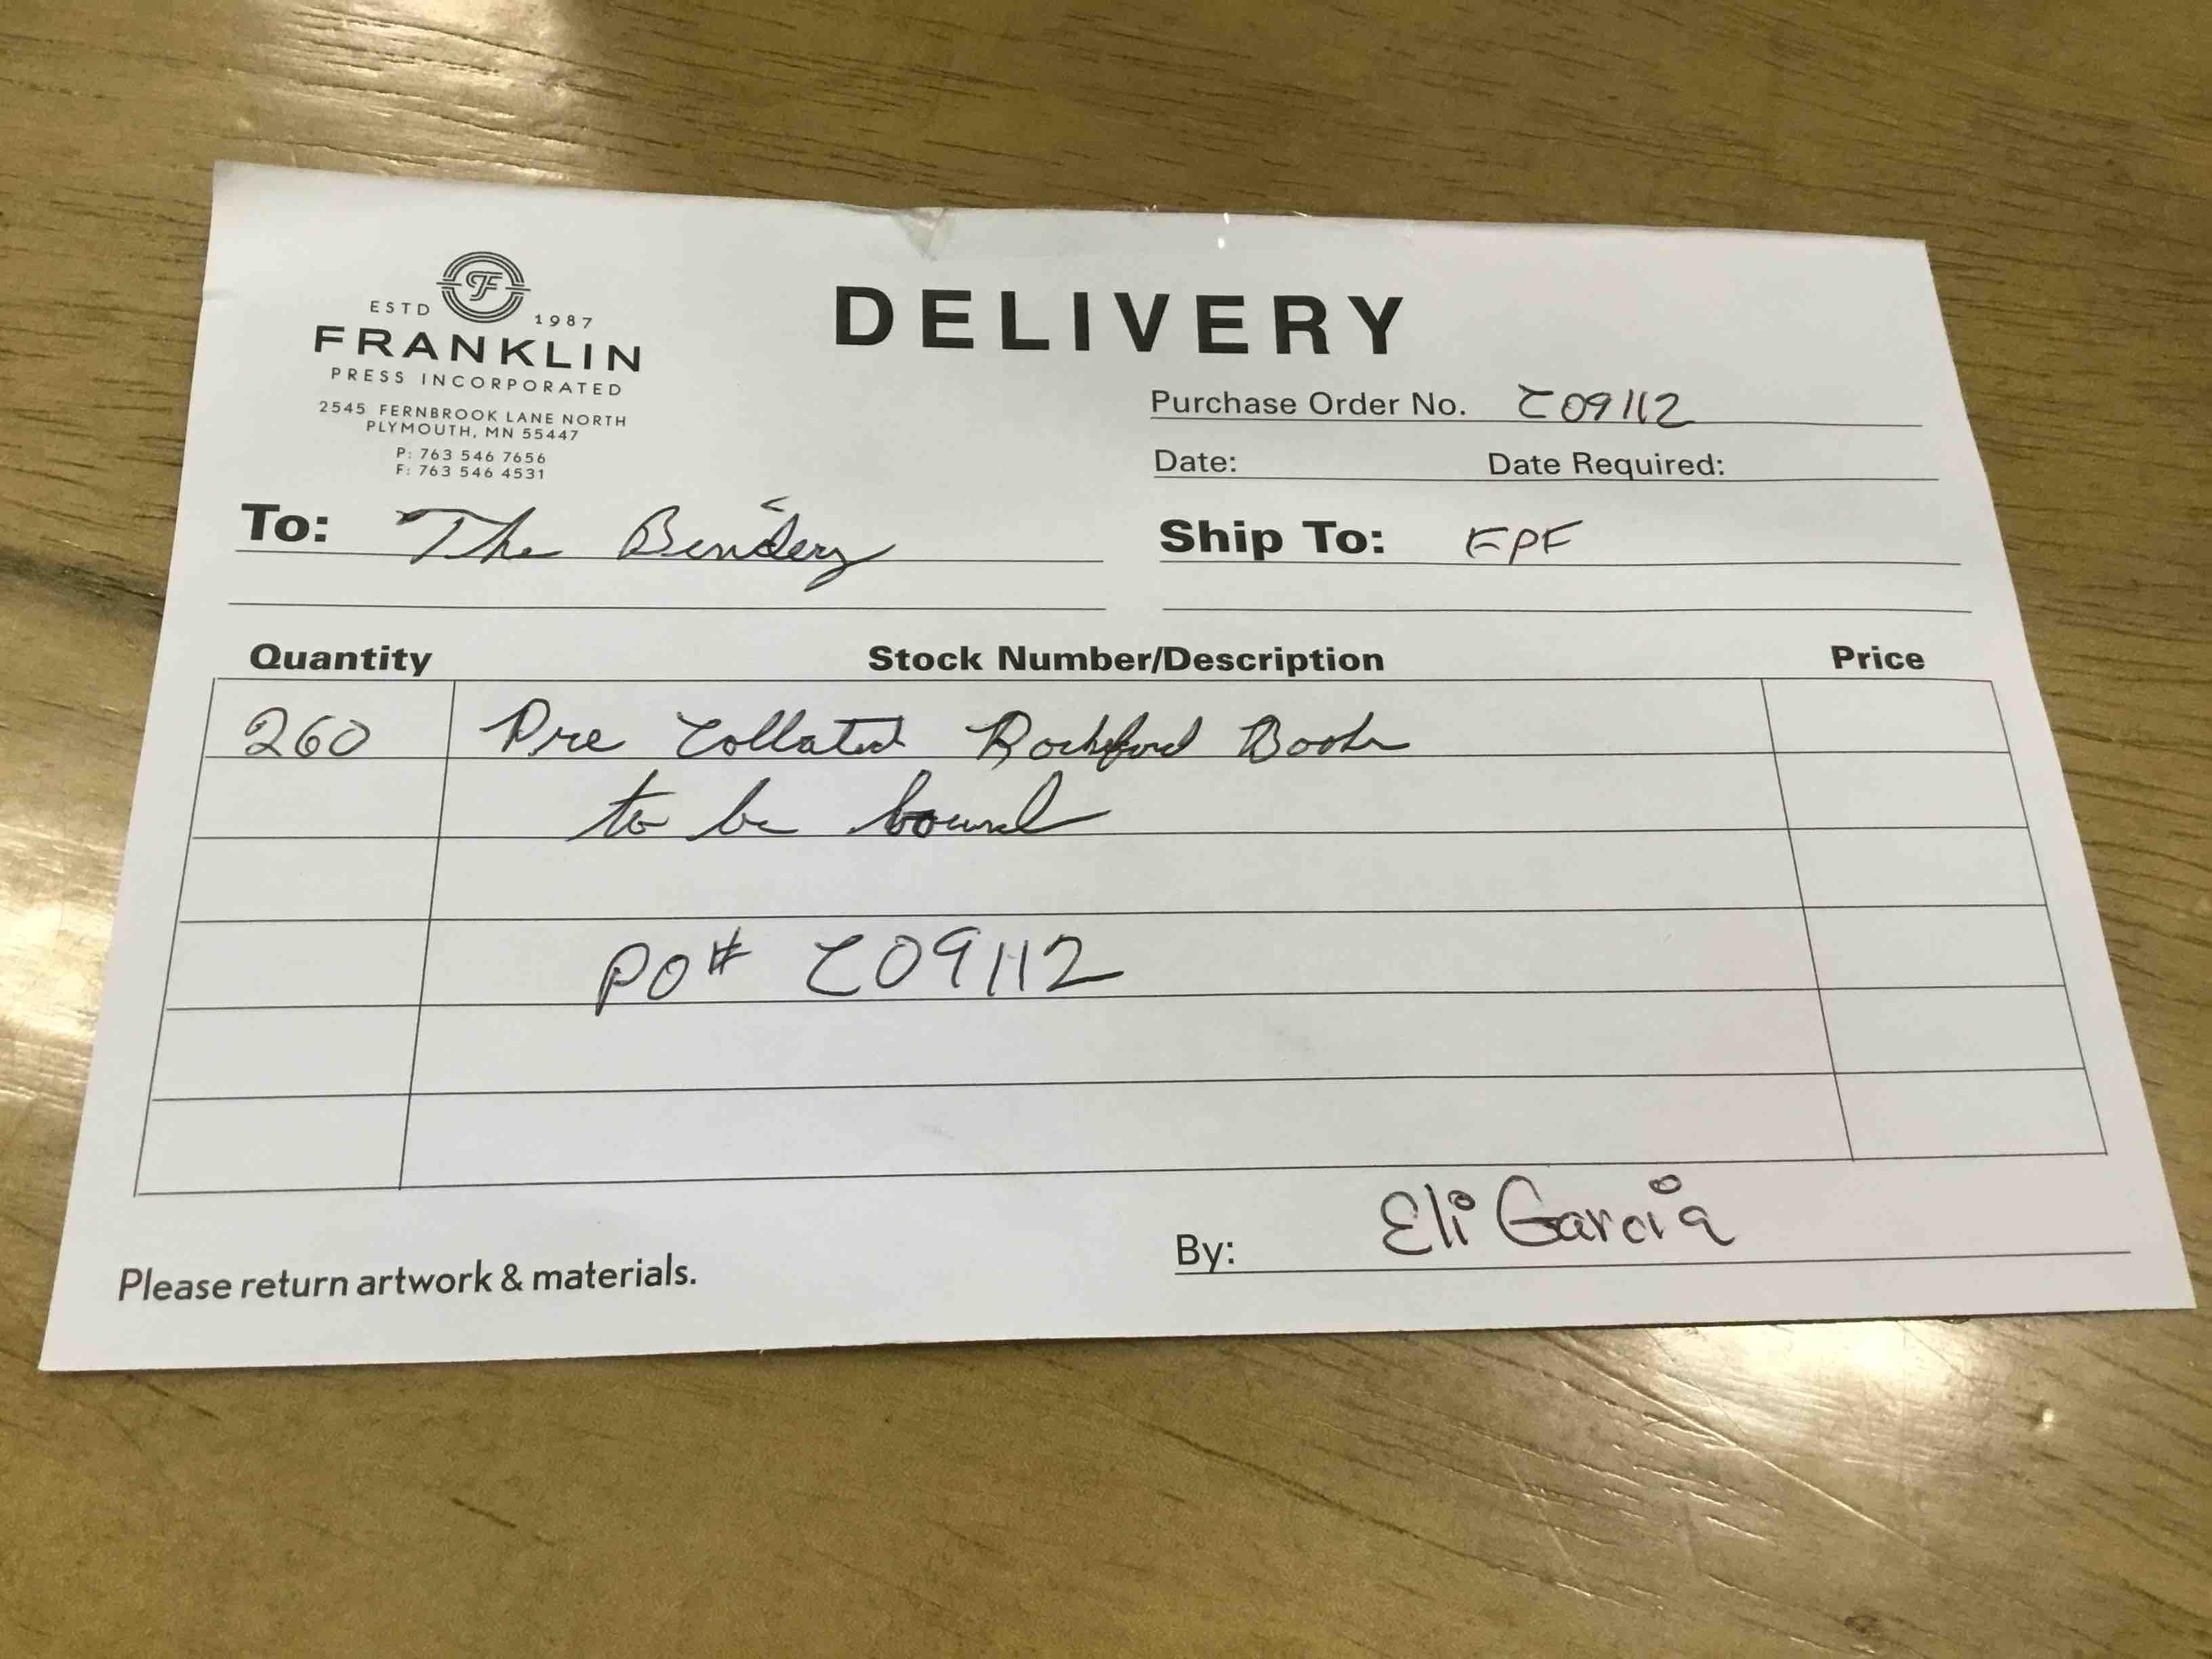 F
ESTD 1987
FRANKLIN
PRESS INCORPORATED
2545 FERNBROOK LANE NORTH
PLYMOUTH, MN 55447
P: 763 546 7656
F: 763 546 4531
DELIVERY
Purchase Order No. C09112
Date: Date Required:
To: The Bindery
Ship To: FPF
Quantity Stock Number/Description Price
260 Pre Collated Rockford Books
to be bound
PO# C09112
Please return artwork & materials.
By: Eli Garcia